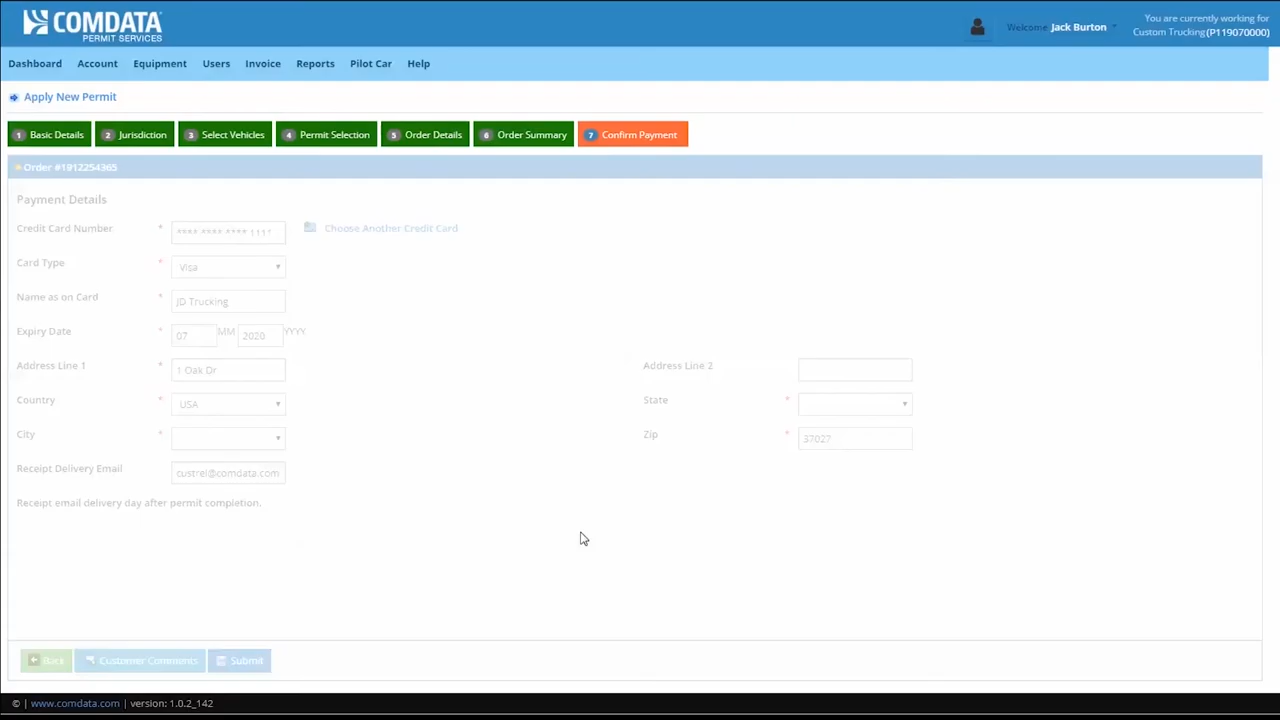 COMDATA
PERMIT SERVICES
Welcome Jack Burton
You are currently working for
Custom Trucking(P119070000)
Dashboard Account Equipment Users Invoice Reports Pilot Car Help
Apply New Permit
1 Basic Details 2 Jurisdiction 3 Select Vehicles 4 Permit Selection 5 Order Details 6 Order Summary 7 Confirm Payment
Order #1912254365
Payment Details
Credit Card Number * **** **** **** 1111 Choose Another Credit Card
Card Type * Visa
Name as on Card * JD Trucking
Expiry Date * 07 MM 2020 YYYY
Address Line 1 * 1 Oak Dr Address Line 2
Country * USA State *
City * Zip * 37027
Receipt Delivery Email custrel@comdata.com
Receipt email delivery day after permit completion.
Back Customer Comments Submit
© | www.comdata.com | version: 1.0.2_142